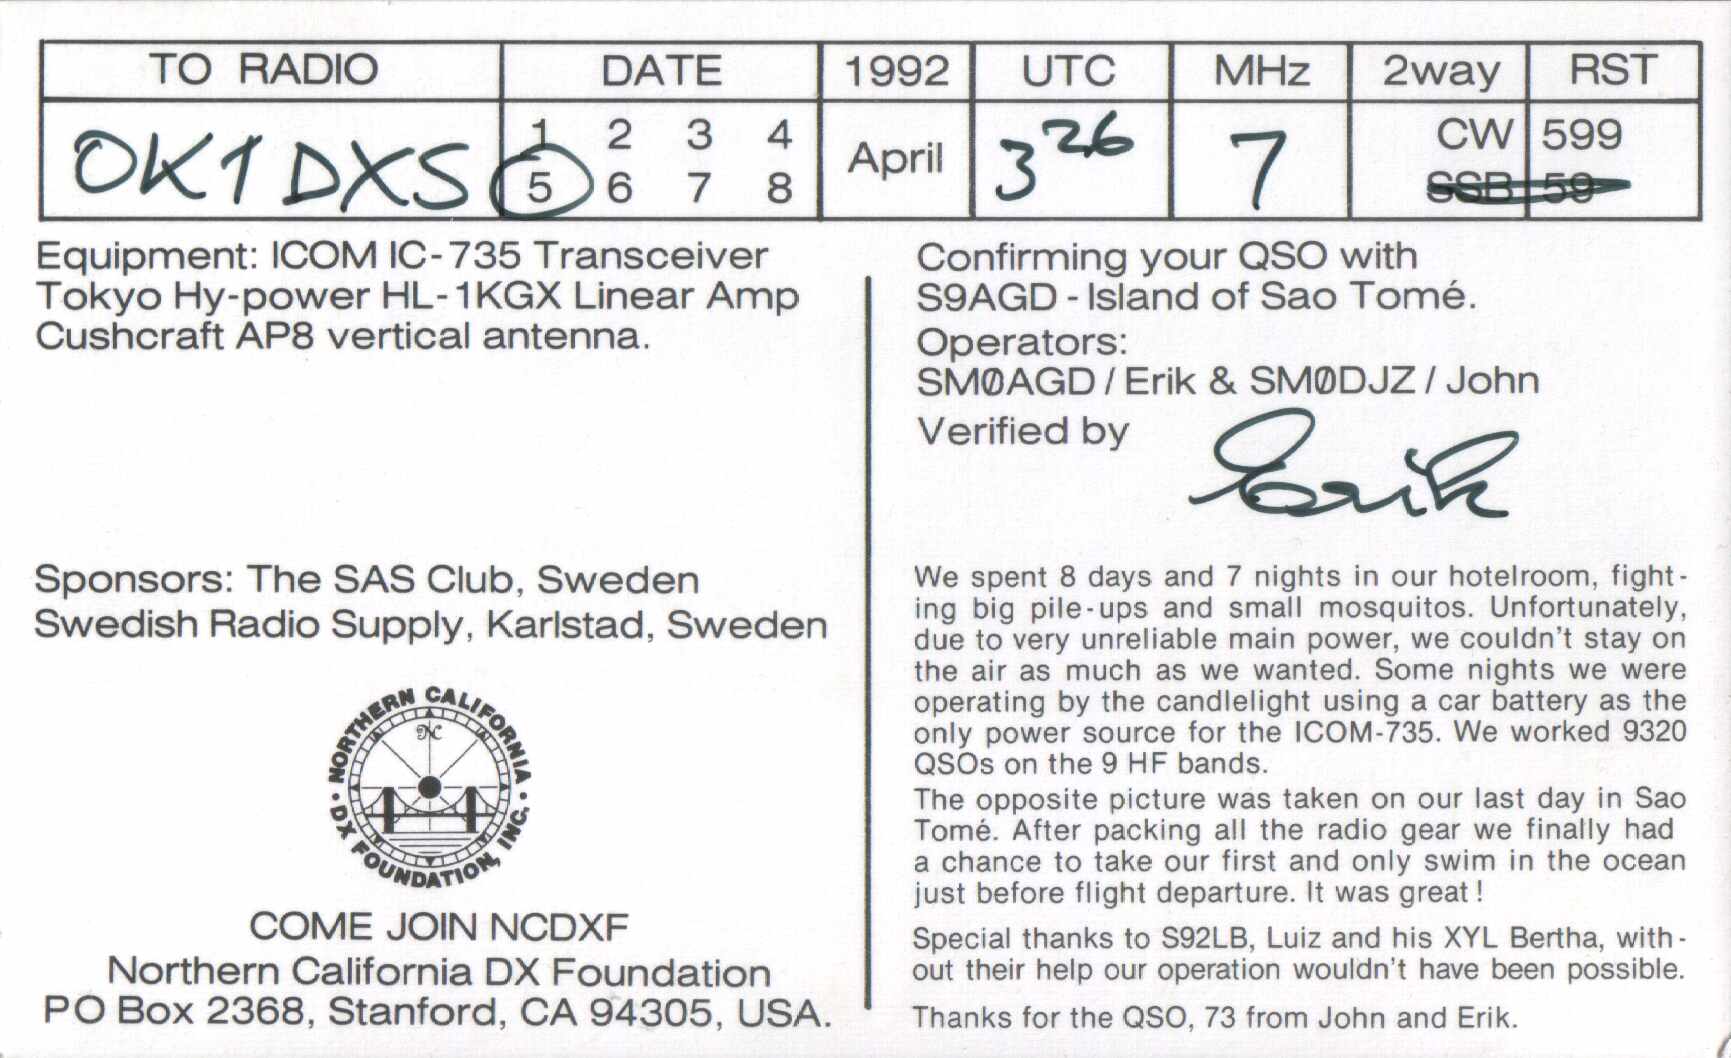 TO RADIO DATE 1992 UTC MHz 2way RST
OK1DXS 1 2 3 4 5 6 7 8 April 3 26 7 CW 599 SSB 59
Equipment: ICOM IC-735 Transceiver
Tokyo Hy-power HL-1KGX Linear Amp
Cushcraft AP8 vertical antenna.
Sponsors: The SAS Club, Sweden
Swedish Radio Supply, Karlstad, Sweden
NORTHERN CALIFORNIA
• DX FOUNDATION, INC. •
NC
COME JOIN NCDXF
Northern California DX Foundation
PO Box 2368, Stanford, CA 94305, USA.
Confirming your QSO with
S9AGD - Island of Sao Tomé.
Operators:
SM0AGD / Erik & SM0DJZ / John
Verified by Erik
We spent 8 days and 7 nights in our hotelroom, fight-
ing big pile-ups and small mosquitos. Unfortunately,
due to very unreliable main power, we couldn't stay on
the air as much as we wanted. Some nights we were
operating by the candlelight using a car battery as the
only power source for the ICOM-735. We worked 9320
QSOs on the 9 HF bands.
The opposite picture was taken on our last day in Sao
Tomé. After packing all the radio gear we finally had
a chance to take our first and only swim in the ocean
just before flight departure. It was great!
Special thanks to S92LB, Luiz and his XYL Bertha, with-
out their help our operation wouldn't have been possible.
Thanks for the QSO, 73 from John and Erik.